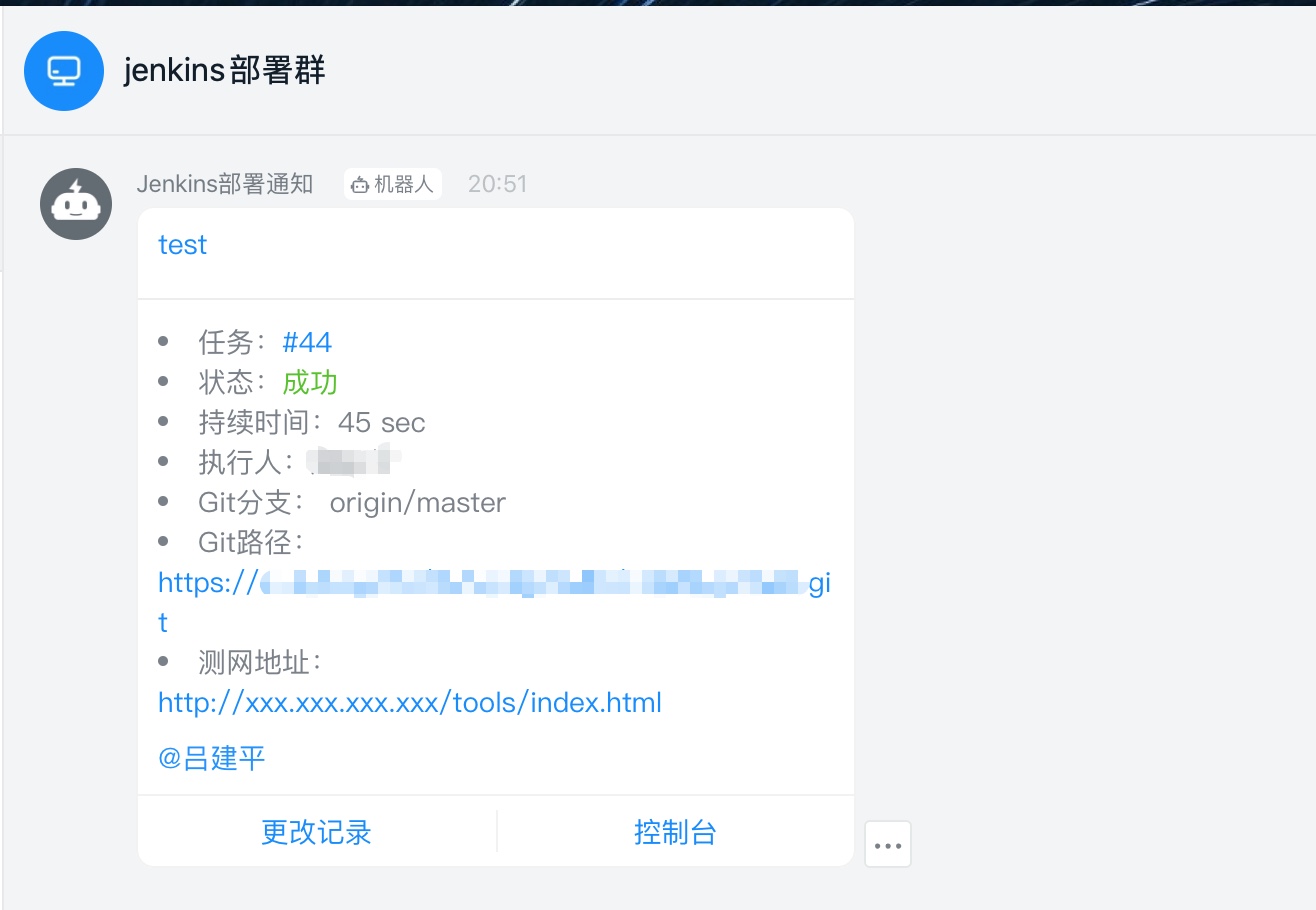 jenkins部署群
Jenkins部署通知 机器人 20:51
test
• 任务：#44
• 状态：成功
• 持续时间：45 sec
• 执行人：
• Git分支： origin/master
• Git路径：
https://gi
t
• 测网地址：
http://xxx.xxx.xxx.xxx/tools/index.html
@吕建平
更改记录 控制台